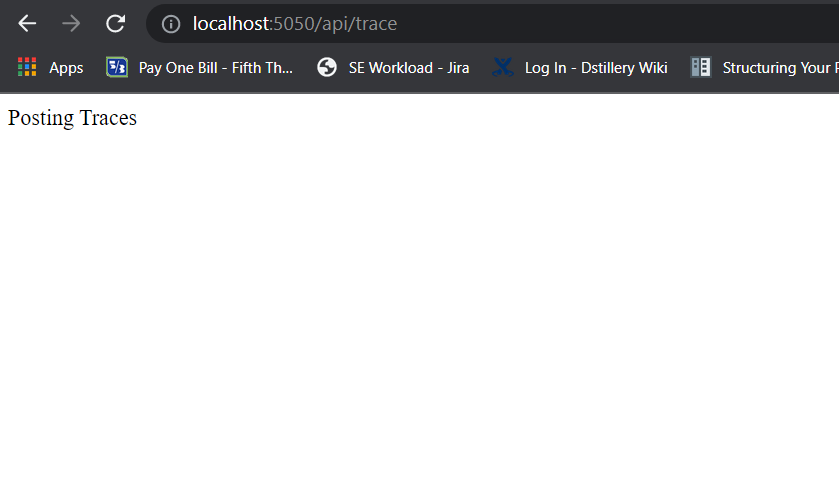 localhost:5050/api/trace
Apps Pay One Bill - Fifth Th... SE Workload - Jira Log In - Dstillery Wiki Structuring Your
Posting Traces